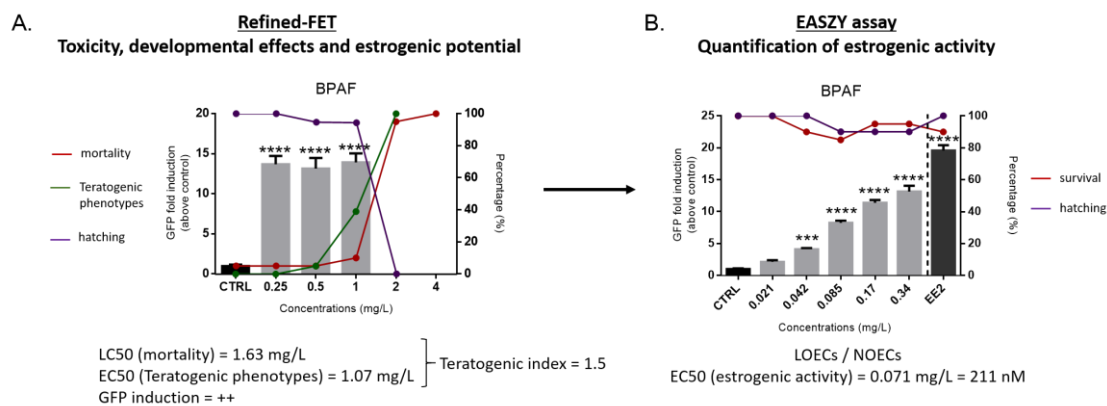 A.
Refined-FET
Toxicity, developmental effects and estrogenic potential
BPAF
mortality
Teratogenic
phenotypes
hatching
GFP fold induction
(above control)
20
15
10
5
0
**** **** ****
100
80
60
40
20
0
Percentage (%)
CTRL 0.25 0.5 1 2 4
Concentrations (mg/L)
LC50 (mortality) = 1.63 mg/L
EC50 (Teratogenic phenotypes) = 1.07 mg/L
GFP induction = ++
Teratogenic index = 1.5
B.
EASZY assay
Quantification of estrogenic activity
BPAF
GFP fold induction
(above control)
25
20
15
10
5
0
*** **** **** **** ****
100
80
60
40
20
0
Percentage (%)
survival
hatching
CTRL 0.021 0.042 0.085 0.17 0.34 EE2
Concentrations (mg/L)
LOECs / NOECs
EC50 (estrogenic activity) = 0.071 mg/L = 211 nM